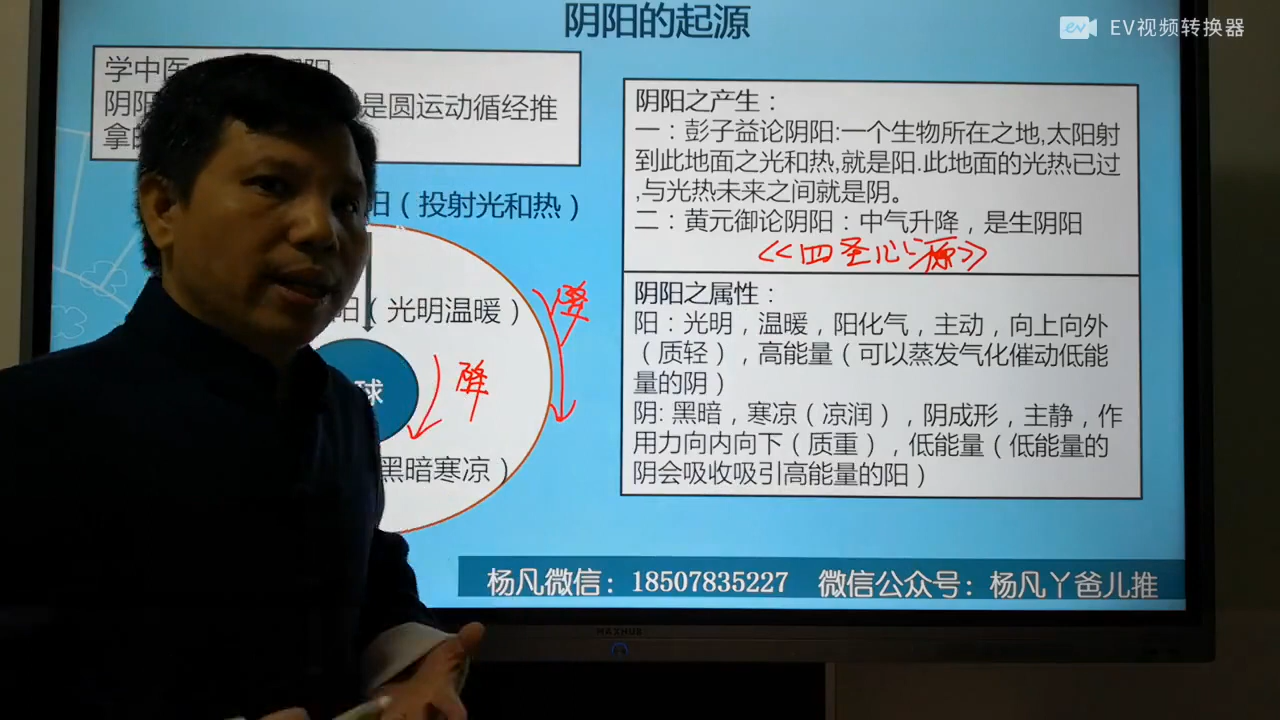 阴阳的起源
EV视频转换器
学中医
阴阳
是圆运动循经推
拿的
阳（投射光和热）
阳（光明温暖）
球
降
降
黑暗寒凉）
阴阳之产生：
一：彭子益论阴阳:一个生物所在之地,太阳射
到此地面之光和热,就是阳.此地面的光热已过
,与光热未来之间就是阴。
二：黄元御论阴阳：中气升降，是生阴阳
《四圣心源》
阴阳之属性：
阳：光明，温暖，阳化气，主动，向上向外
（质轻），高能量（可以蒸发气化催动低能
量的阴）
阴: 黑暗，寒凉（凉润），阴成形，主静，作
用力向内向下（质重），低能量（低能量的
阴会吸收吸引高能量的阳）
杨凡微信：18507835227 微信公众号：杨凡丫爸儿推
MAXHUB